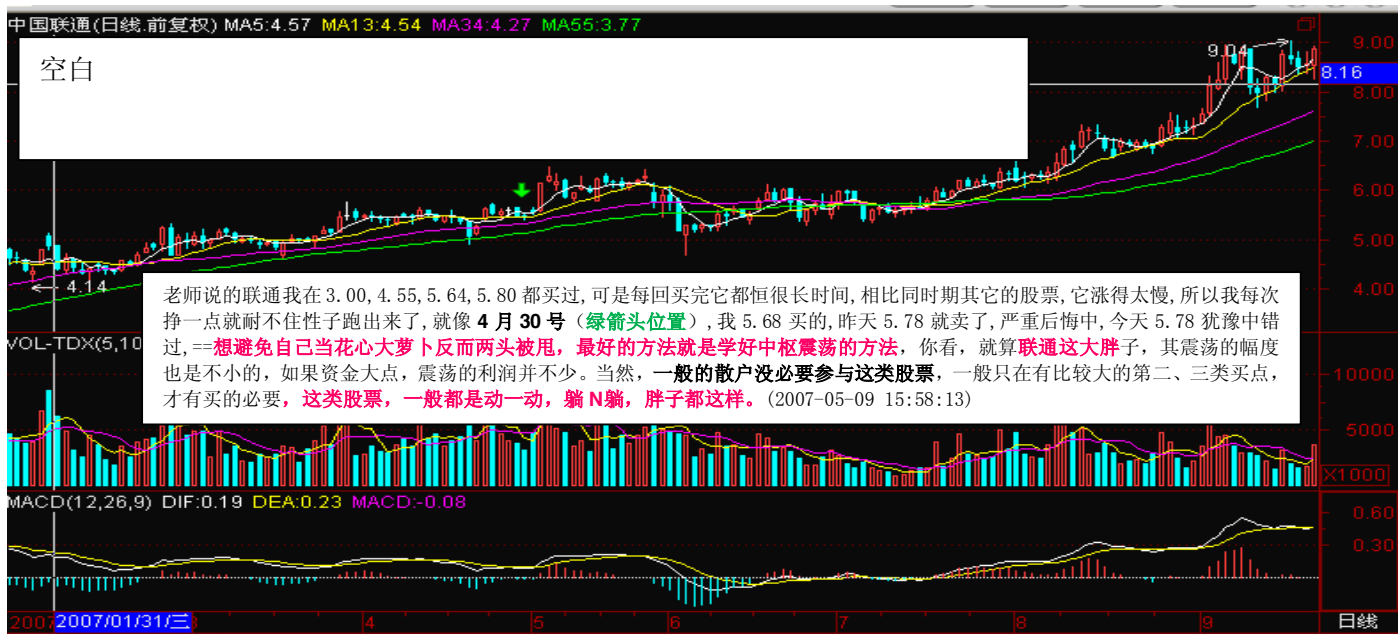 中国联通(日线.前复权) MA5:4.57 MA13:4.54 MA34:4.27 MA55:3.77
空白
9.04
9.00
8.16
8.00
7.00
6.00
5.00
4.00
4.14
老师说的联通我在3.00,4.55,5.64,5.80都买过,可是每回买完它都恒很长时间,相比同时期其它的股票,它涨得太慢,所以我每次
挣一点就耐不住性子跑出来了,就像4月30号（绿箭头位置）,我5.68买的,昨天5.78就卖了,严重后悔中,今天5.78犹豫中错
过,==想避免自己当花心大萝卜反而两头被甩，最好的方法就是学好中枢震荡的方法，你看，就算联通这大胖子，其震荡的幅度
也是不小的，如果资金大点，震荡的利润并不少。当然，一般的散户没必要参与这类股票，一般只在有比较大的第二、三类买点，
才有买的必要，这类股票，一般都是动一动，躺N躺，胖子都这样。(2007-05-09 15:58:13)
VOL-TDX(5,10
10000
5000
X1000
MACD(12,26,9) DIF:0.19 DEA:0.23 MACD:-0.08
0.60
0.30
2007 2007/01/31/三 4 5 6 7 8 9 日线